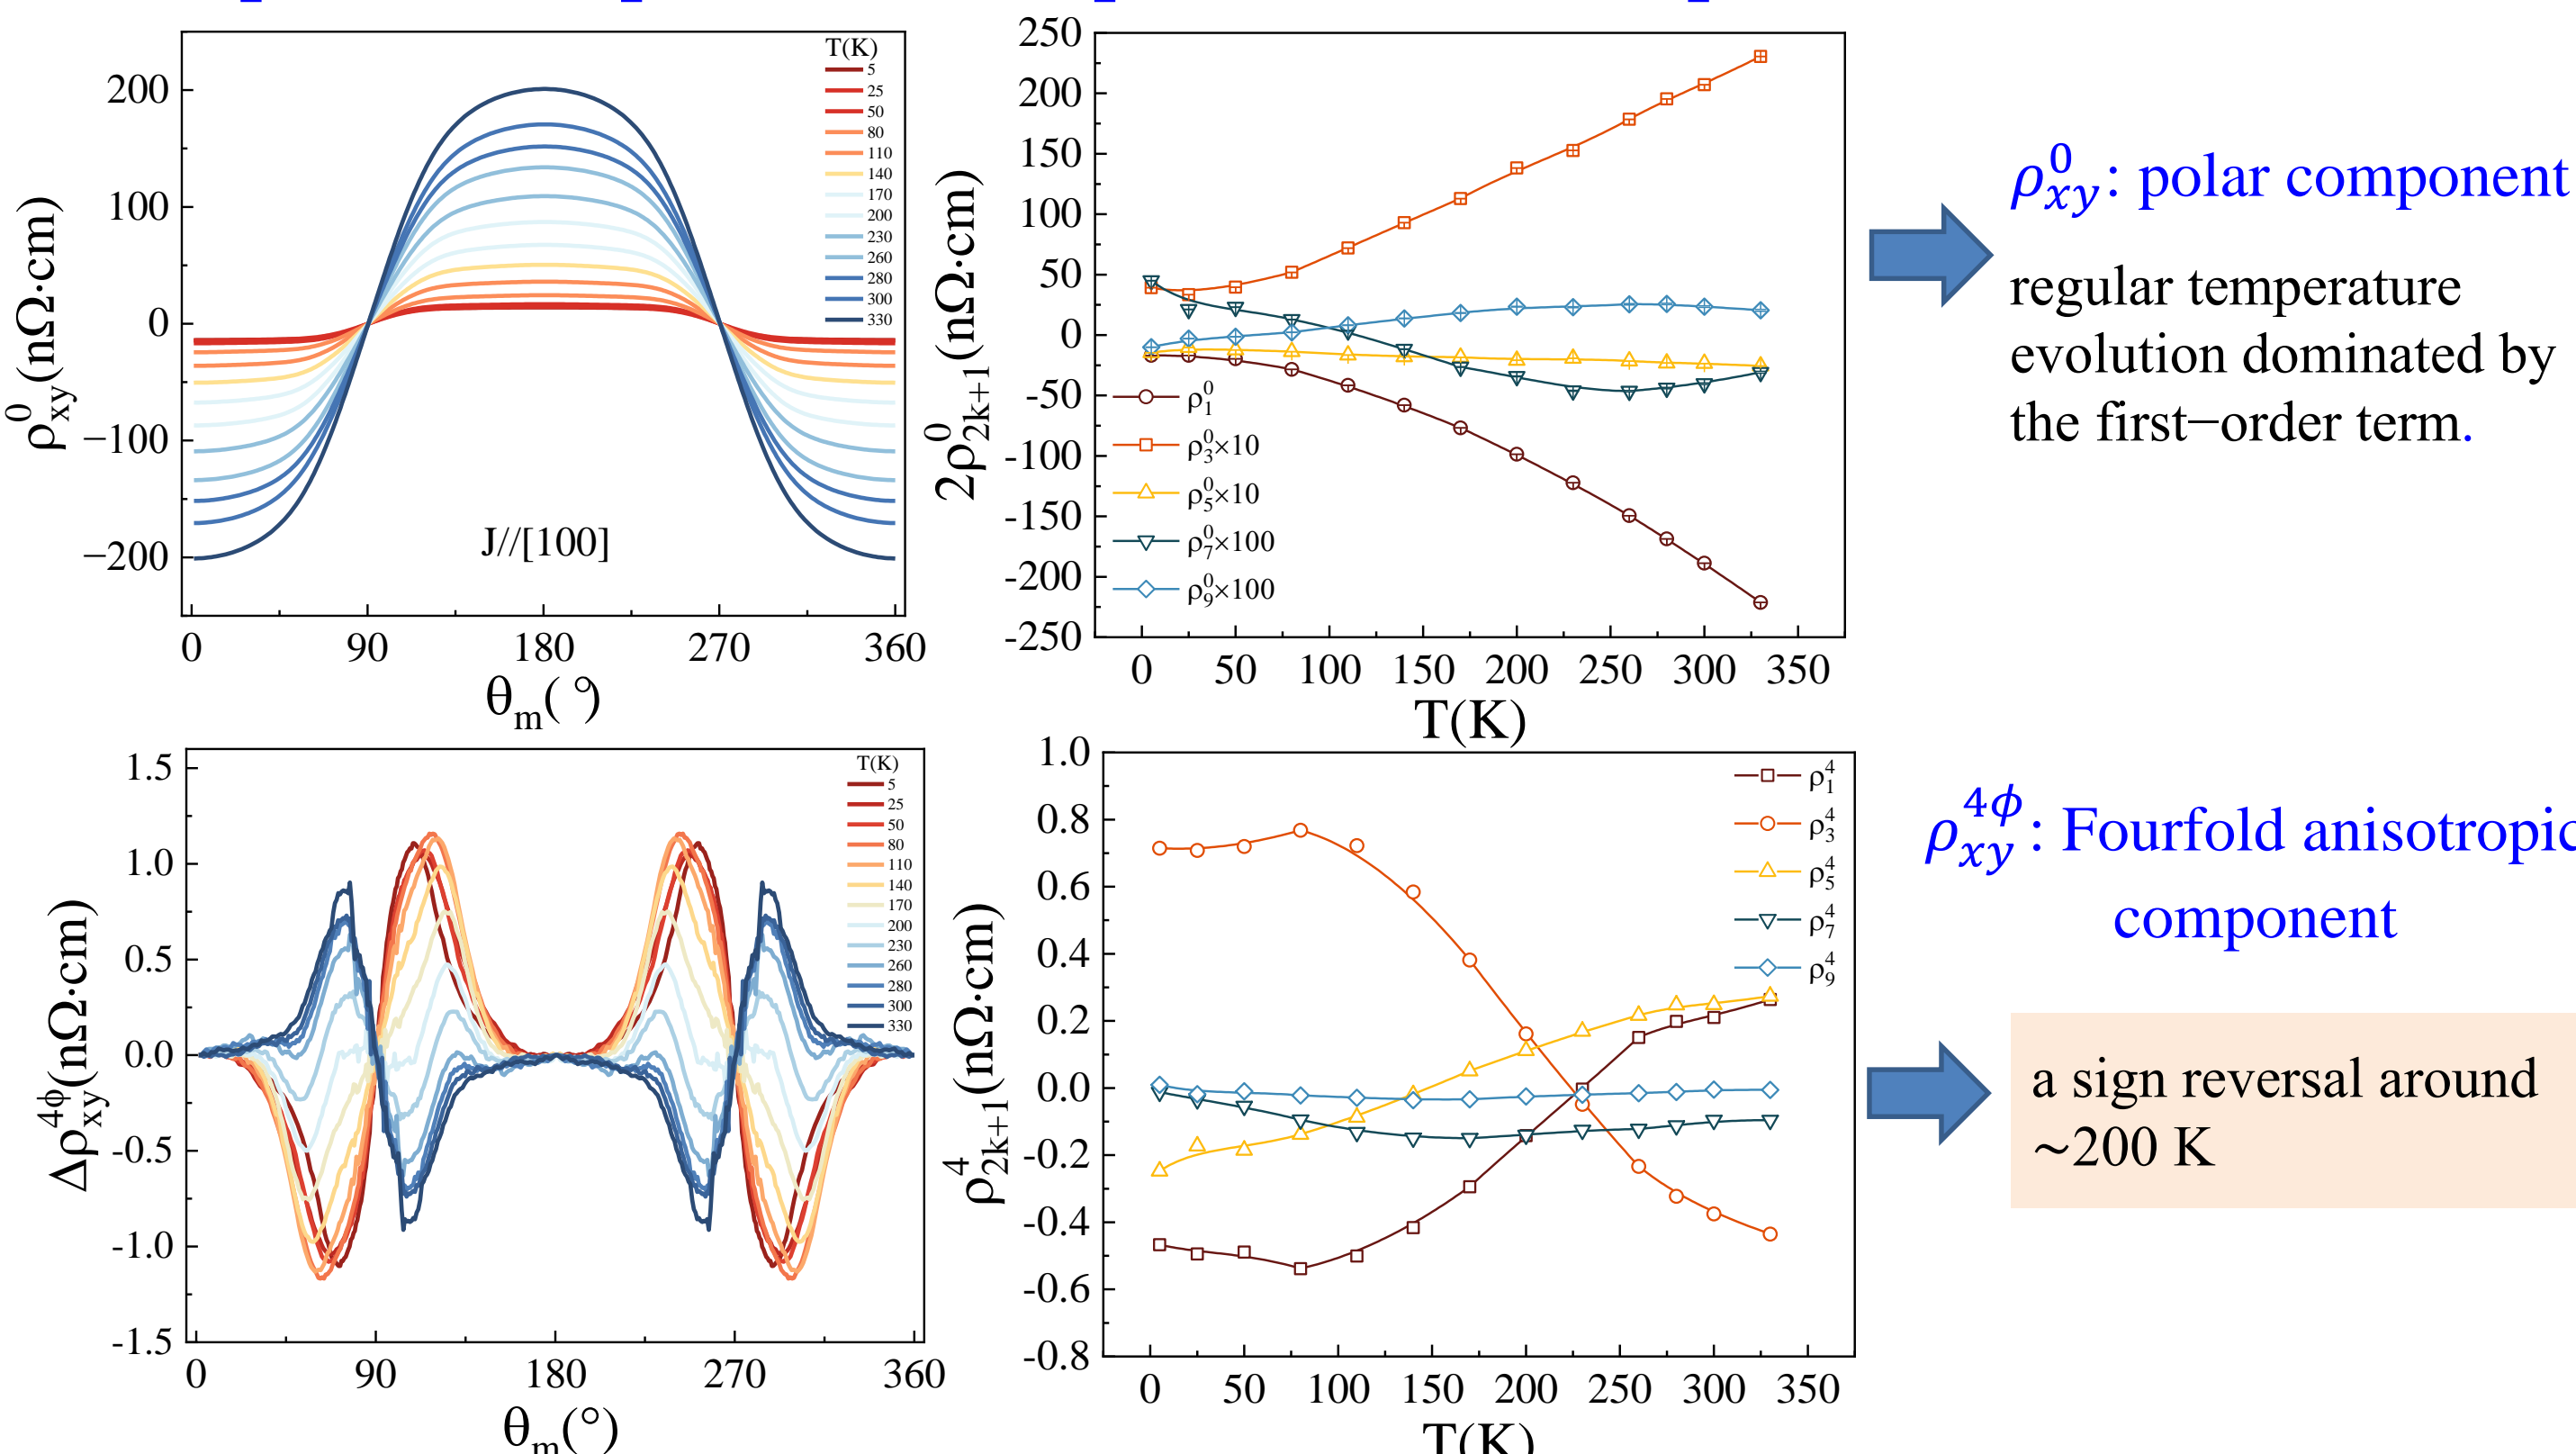 T(K)
5
25
50
80
110
140
170
200
230
260
280
300
330
200
100
0
−100
−200
ρ⁰xy(nΩ·cm)
J//[100]
0 90 180 270 360
θm(°)
250
200
150
100
50
0
-50
-100
-150
-200
-250
2ρ⁰2k+1(nΩ·cm)
ρ⁰1
ρ⁰3×10
ρ⁰5×10
ρ⁰7×100
ρ⁰9×100
0 50 100 150 200 250 300 350
T(K)
ρ⁰xy: polar component
regular temperature
evolution dominated by
the first−order term.
T(K)
5
25
50
80
110
140
170
200
230
260
280
300
330
1.5
1.0
0.5
0.0
-0.5
-1.0
-1.5
Δρ⁴ᶲxy(nΩ·cm)
0 90 180 270 360
θm(°)
1.0
0.8
0.6
0.4
0.2
0.0
-0.2
-0.4
-0.6
-0.8
ρ⁴2k+1(nΩ·cm)
ρ⁴1
ρ⁴3
ρ⁴5
ρ⁴7
ρ⁴9
0 50 100 150 200 250 300 350
T(K)
ρ⁴ᶲxy: Fourfold anisotropic
component
a sign reversal around
~200 K